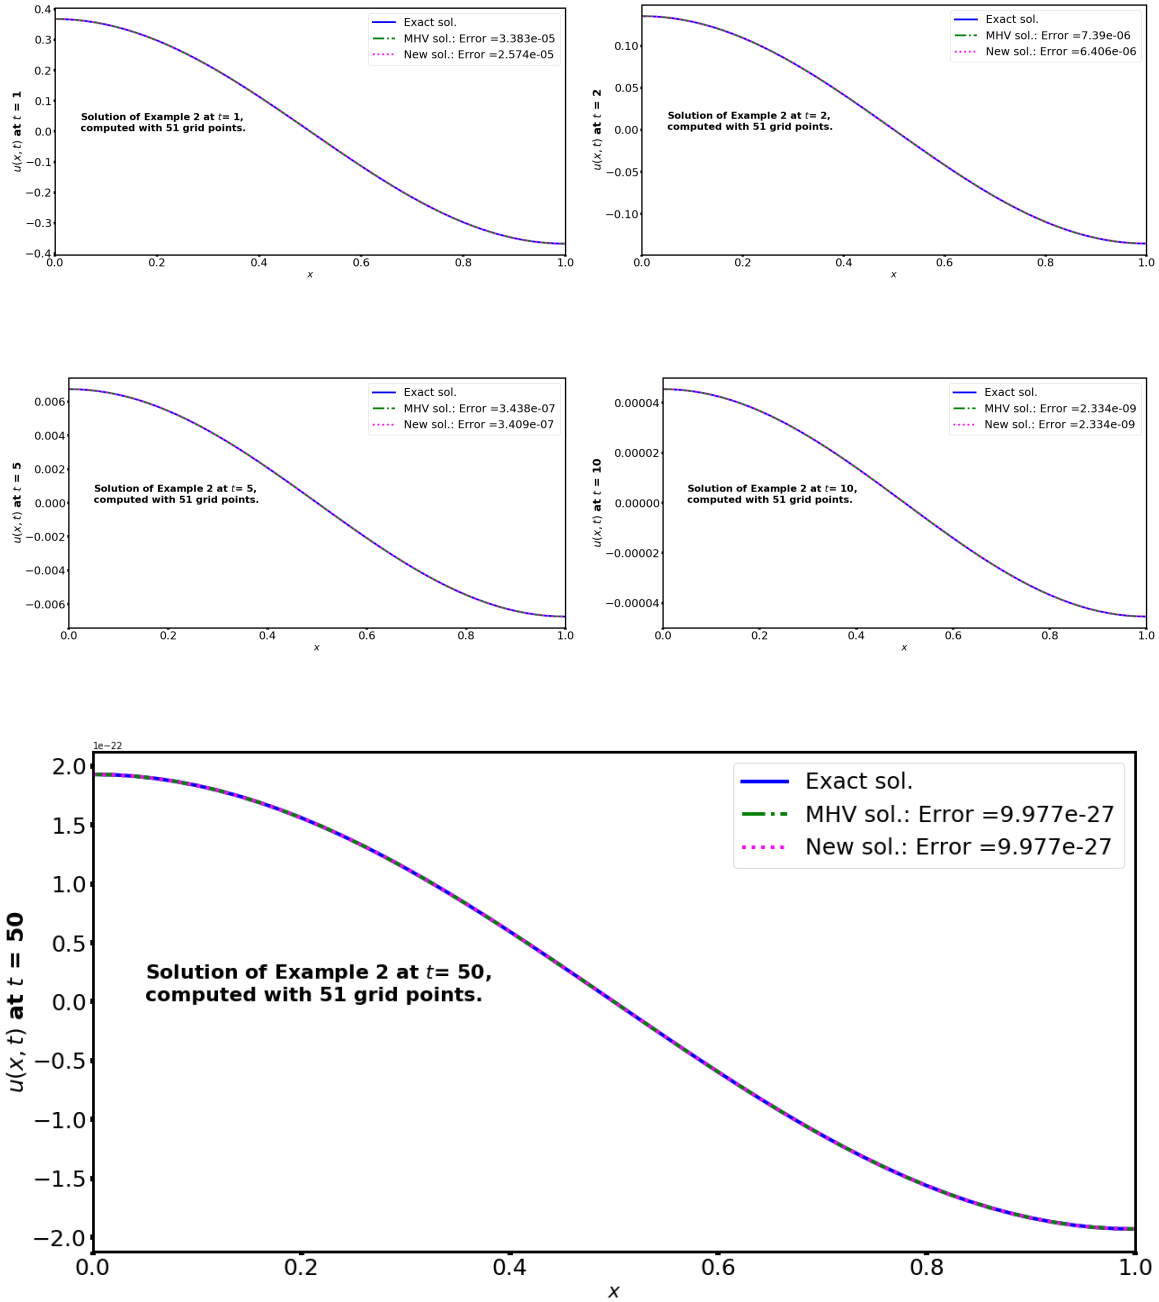 Exact sol.
MHV sol.: Error =3.383e-05
New sol.: Error =2.574e-05
Solution of Example 2 at t= 1,
computed with 51 grid points.
u(x, t) at t = 1
0.4
0.3
0.2
0.1
0.0
−0.1
−0.2
−0.3
−0.4
0.0 0.2 0.4 0.6 0.8 1.0
x
Exact sol.
MHV sol.: Error =7.39e-06
New sol.: Error =6.406e-06
Solution of Example 2 at t= 2,
computed with 51 grid points.
u(x, t) at t = 2
0.10
0.05
0.00
−0.05
−0.10
0.0 0.2 0.4 0.6 0.8 1.0
x
Exact sol.
MHV sol.: Error =3.438e-07
New sol.: Error =3.409e-07
Solution of Example 2 at t= 5,
computed with 51 grid points.
u(x, t) at t = 5
0.006
0.004
0.002
0.000
−0.002
−0.004
−0.006
0.0 0.2 0.4 0.6 0.8 1.0
x
Exact sol.
MHV sol.: Error =2.334e-09
New sol.: Error =2.334e-09
Solution of Example 2 at t= 10,
computed with 51 grid points.
u(x, t) at t = 10
0.00004
0.00002
0.00000
−0.00002
−0.00004
0.0 0.2 0.4 0.6 0.8 1.0
x
1e−22
Exact sol.
MHV sol.: Error =9.977e-27
New sol.: Error =9.977e-27
Solution of Example 2 at t= 50,
computed with 51 grid points.
u(x, t) at t = 50
2.0
1.5
1.0
0.5
0.0
−0.5
−1.0
−1.5
−2.0
0.0 0.2 0.4 0.6 0.8 1.0
x